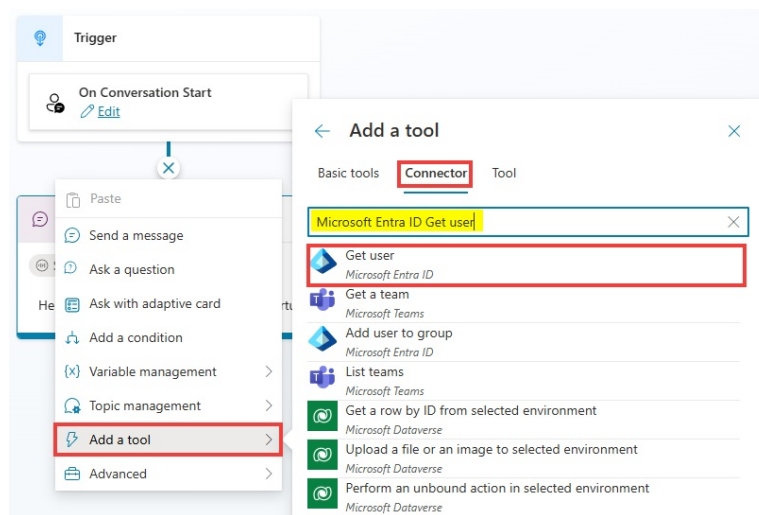 Trigger
On Conversation Start
Edit
Paste
Send a message
Ask a question
Ask with adaptive card
Add a condition
Variable management
Topic management
Add a tool
Advanced
He
Add a tool
Basic tools
Connector
Tool
Microsoft Entra ID Get user
Get user
Microsoft Entra ID
Get a team
Microsoft Teams
Add user to group
Microsoft Entra ID
List teams
Microsoft Teams
Get a row by ID from selected environment
Microsoft Dataverse
Upload a file or an image to selected environment
Microsoft Dataverse
Perform an unbound action in selected environment
Microsoft Dataverse